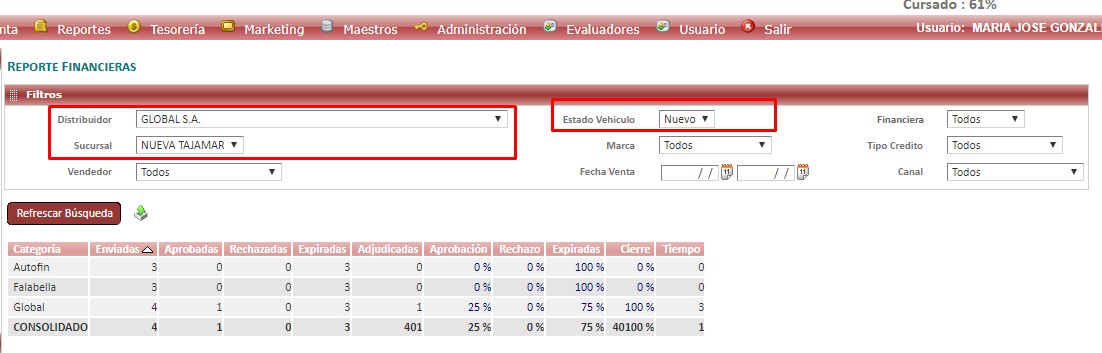 Cursado : 61%
nta Reportes Tesorería Marketing Maestros Administración Evaluadores Usuario Salir Usuario: MARIA JOSE GONZAL
REPORTE FINANCIERAS
Filtros
Distribuidor GLOBAL S.A. Estado Vehiculo Nuevo Financiera Todos
Sucursal NUEVA TAJAMAR Marca Todos Tipo Credito Todos
Vendedor Todos Fecha Venta / / 11 / / 11 Canal Todos
Refrescar Búsqueda
Categoría Enviadas Aprobadas Rechazadas Expiradas Adjudicadas Aprobación Rechazo Expiradas Cierre Tiempo
Autofin 3 0 0 3 0 0 % 0 % 100 % 0 % 0
Falabella 3 0 0 3 0 0 % 0 % 100 % 0 % 0
Global 4 1 0 3 1 25 % 0 % 75 % 100 % 3
CONSOLIDADO 4 1 0 3 401 25 % 0 % 75 % 40100 % 1